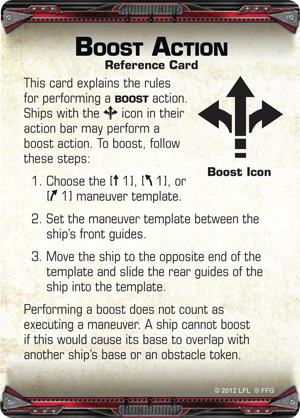 BOOST ACTION
Reference Card
This card explains the rules
for performing a BOOST action.
Ships with the icon in their
action bar may perform a
boost action. To boost, follow
these steps:
Boost Icon
1. Choose the [⬆ 1], [↖ 1], or
[↗ 1] maneuver template.
2. Set the maneuver template between the
ship's front guides.
3. Move the ship to the opposite end of the
template and slide the rear guides of the
ship into the template.
Performing a boost does not count as
executing a maneuver. A ship cannot boost
if this would cause its base to overlap with
another ship's base or an obstacle token.
© 2012 LFL © FFG